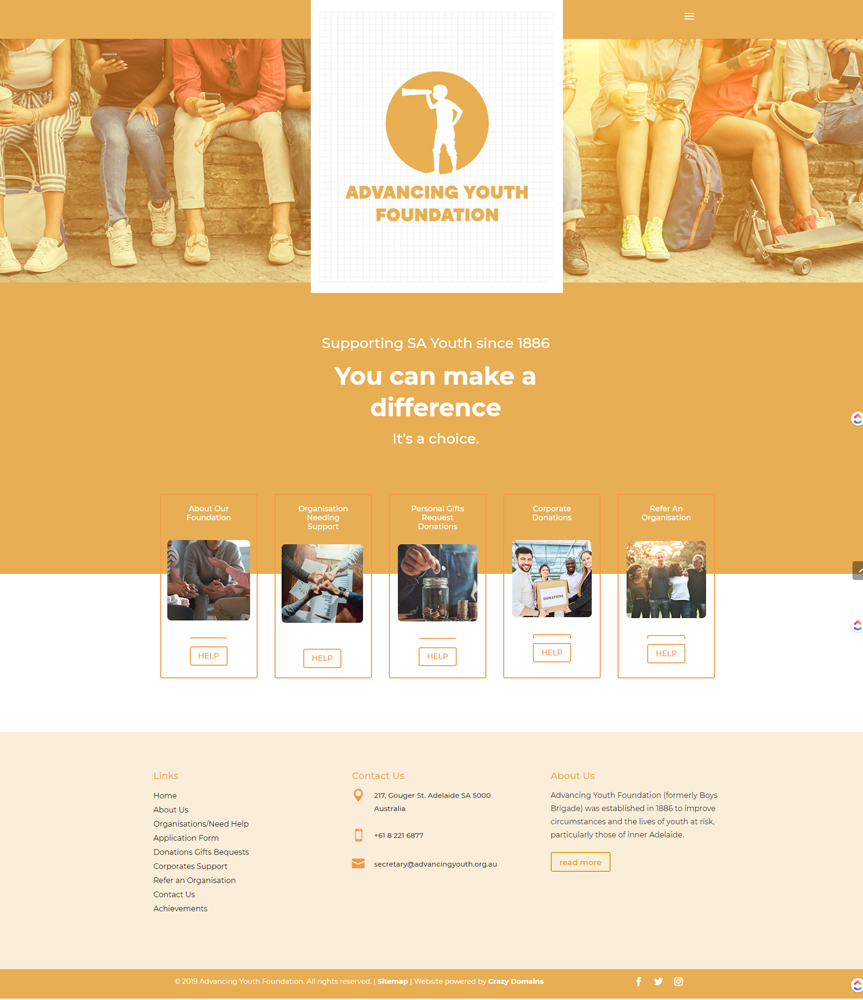 ADVANCING YOUTH
FOUNDATION
Supporting SA Youth since 1886
You can make a
difference
It's a choice.
About Our
Foundation
HELP
Organisation
Needing
Support
HELP
Personal Gifts
Request
Donations
HELP
Corporate
Donations
DONATIONS
HELP
Refer An
Organisation
HELP
Links
Home
About Us
Organisations/Need Help
Application Form
Donations Gifts Bequests
Corporates Support
Refer an Organisation
Contact Us
Achievements
Contact Us
217, Gouger St. Adelaide SA 5000
Australia
+61 8 221 6877
secretary@advancingyouth.org.au
About Us
Advancing Youth Foundation (formerly Boys
Brigade) was established in 1886 to improve
circumstances and the lives of youth at risk,
particularly those of inner Adelaide.
read more
© 2019 Advancing Youth Foundation. All rights reserved. | Sitemap | Website powered by Crazy Domains